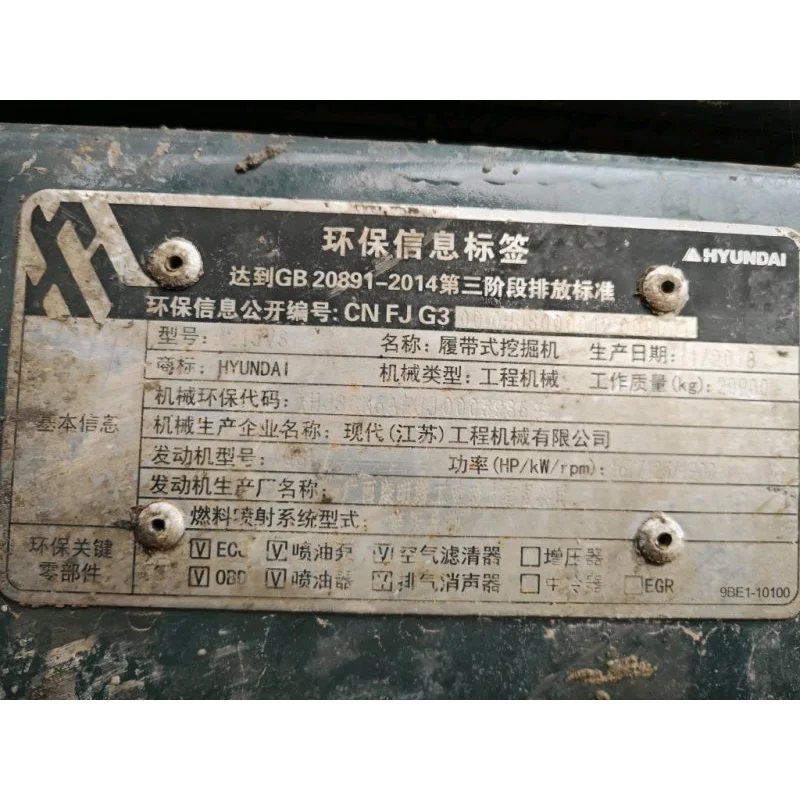 环保信息标签
HYUNDAI
达到GB 20891-2014第三阶段排放标准
环保信息公开编号: CN FJ G3
型号: 名称: 履带式挖掘机 生产日期:
商标: HYUNDAI 机械类型: 工程机械 工作质量(kg):
机械环保代码:
基本信息
机械生产企业名称: 现代(江苏)工程机械有限公司
发动机型号: 功率(HP/kW/rpm):
发动机生产厂名称:
燃料喷射系统型式:
环保关键零部件
V ECU V 喷油泵 V 空气滤清器 增压器
V OBD V 喷油器 V 排气消声器 中冷器 EGR
9BE1-10100